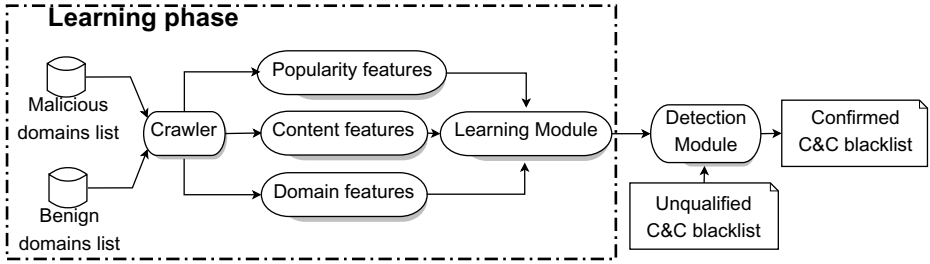 Learning phase
Malicious
domains list
Benign
domains list
Crawler
Popularity features
Content features
Domain features
Learning Module
Detection
Module
Unqualified
C&C blacklist
Confirmed
C&C blacklist